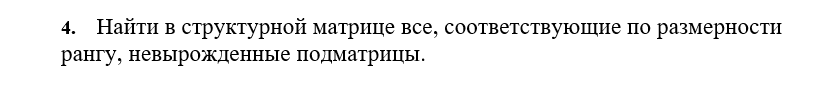 4. Найти в структурной матрице все, соответствующие по размерности
рангу, невырожденные подматрицы.